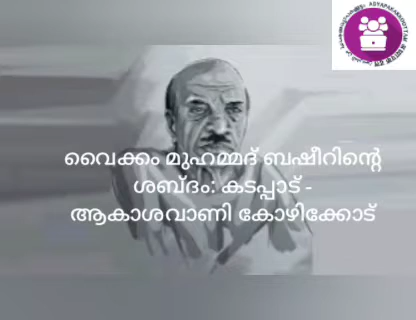 വൈക്കം മുഹമ്മദ് ബഷീറിന്റെ
ശബ്ദം: കടപ്പാട് -
ആകാശവാണി കോഴിക്കോട്